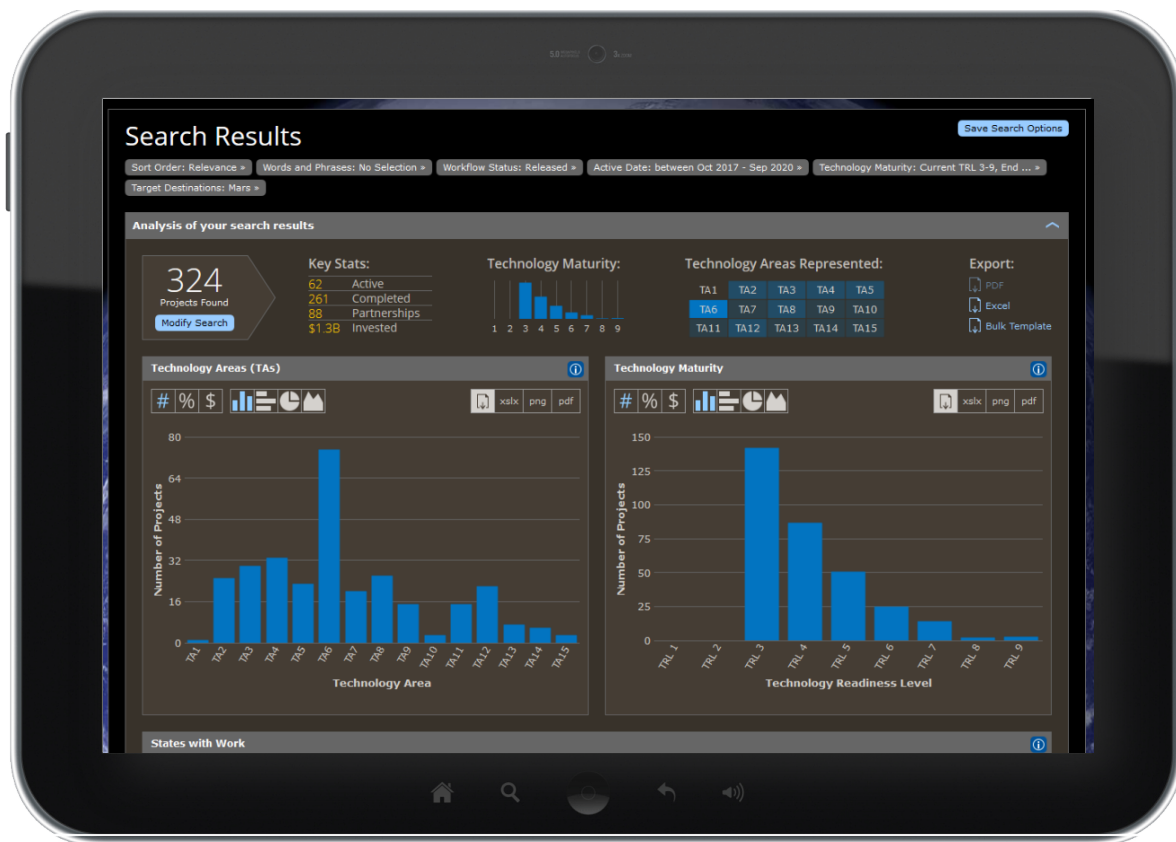 Search Results
Save Search Options
Sort Order: Relevance »
Words and Phrases: No Selection »
Workflow Status: Released »
Active Date: between Oct 2017 - Sep 2020 »
Technology Maturity: Current TRL 3-9, End ... »
Target Destinations: Mars »
Analysis of your search results
324
Projects Found
Modify Search
Key Stats:
62 Active
261 Completed
88 Partnerships
$1.3B Invested
Technology Maturity:
1 2 3 4 5 6 7 8 9
Technology Areas Represented:
TA1 TA2 TA3 TA4 TA5
TA6 TA7 TA8 TA9 TA10
TA11 TA12 TA13 TA14 TA15
Export:
PDF
Excel
Bulk Template
Technology Areas (TAs)
# % $
xslx png pdf
80
64
48
32
16
0
Number of Projects
TA1 TA2 TA3 TA4 TA5 TA6 TA7 TA8 TA9 TA10 TA11 TA12 TA13 TA14 TA15
Technology Area
Technology Maturity
# % $
xslx png pdf
150
125
100
75
50
25
0
Number of Projects
TRL 1 TRL 2 TRL 3 TRL 4 TRL 5 TRL 6 TRL 7 TRL 8 TRL 9
Technology Readiness Level
States with Work